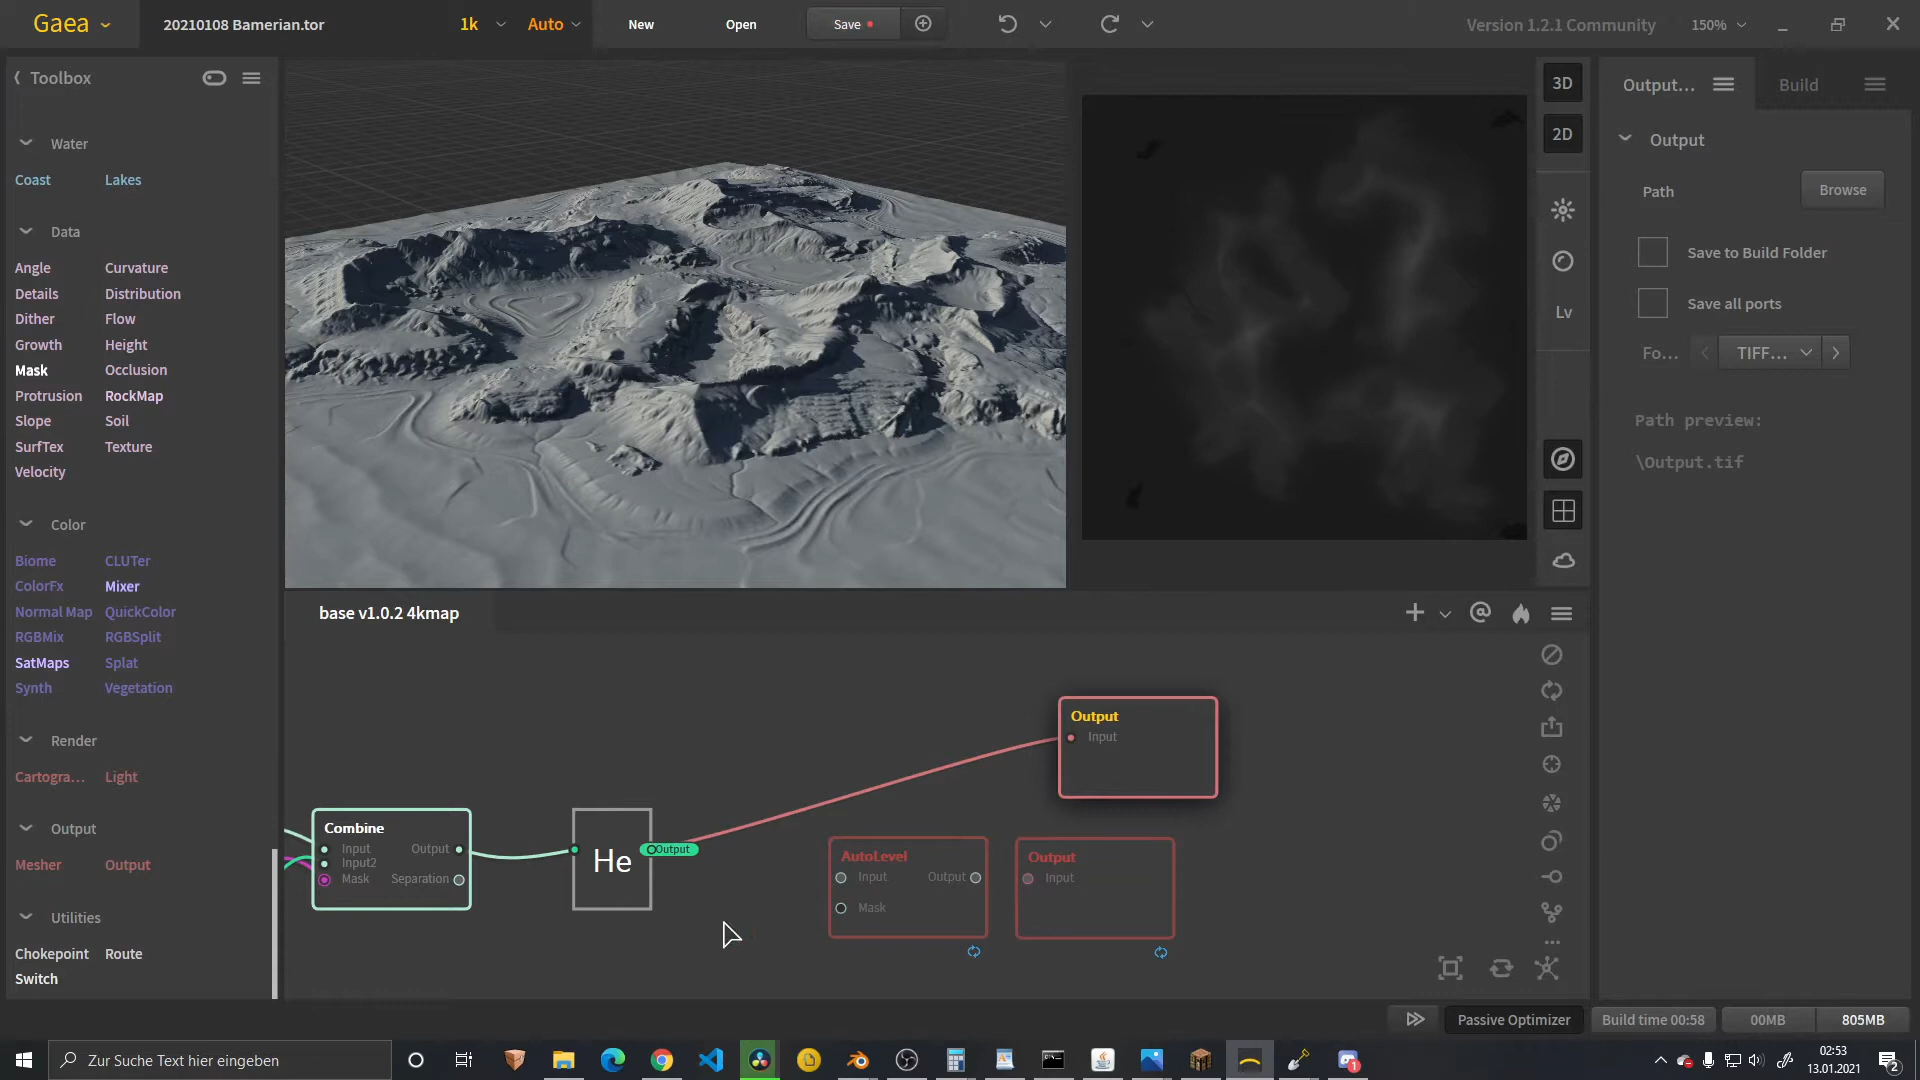 Gaea
20210108 Bamerian.tor
1k
Auto
New
Open
Save
Version 1.2.1 Community
150%
Toolbox
Water
Coast
Lakes
Data
Angle
Curvature
Details
Distribution
Dither
Flow
Growth
Height
Mask
Occlusion
Protrusion
RockMap
Slope
Soil
SurfTex
Texture
Velocity
Color
Biome
CLUTer
ColorFx
Mixer
Normal Map
QuickColor
RGBMix
RGBSplit
SatMaps
Splat
Synth
Vegetation
Render
Cartogra...
Light
Output
Mesher
Output
Utilities
Chokepoint
Route
Switch
3D
2D
Lv
Output...
Build
Output
Path
Browse
Save to Build Folder
Save all ports
Fo...
TIFF...
Path preview:
\Output.tif
base v1.0.2 4kmap
Output
Input
Combine
Input
Output
Input2
Mask
Separation
He
Output
AutoLevel
Input
Output
Mask
Output
Input
Passive Optimizer
Build time 00:58
00MB
805MB
Zur Suche Text hier eingeben
1
02:53
13.01.2021
2